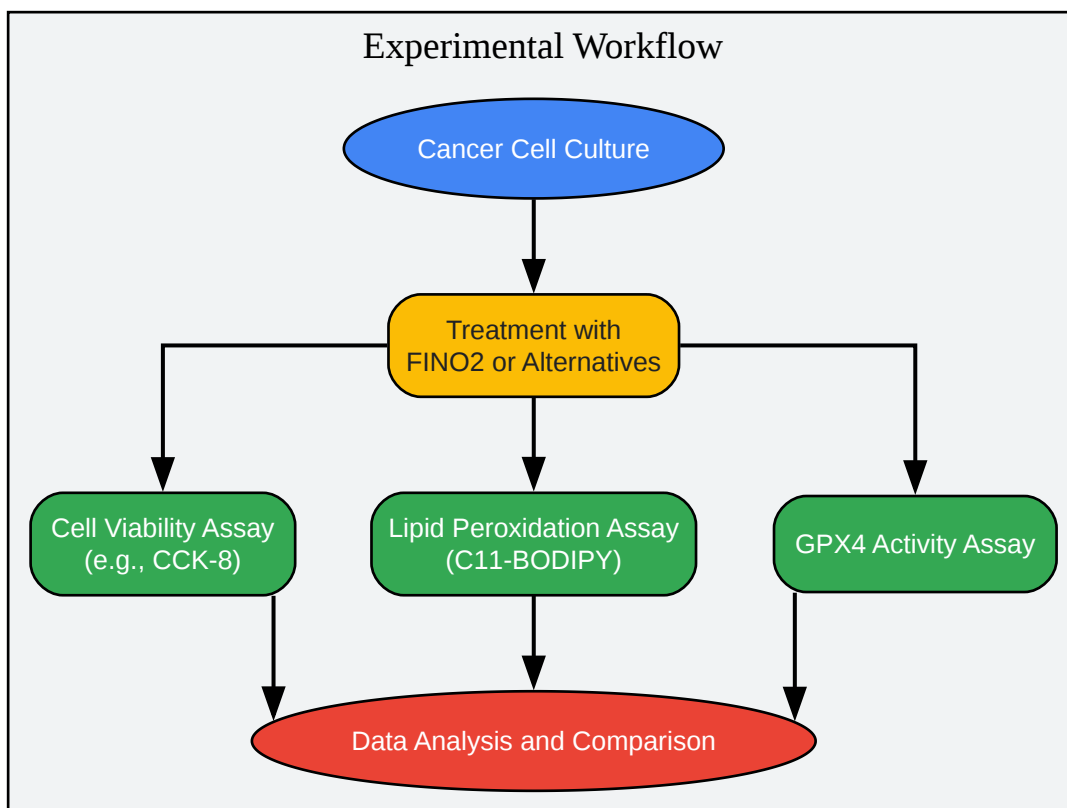 Experimental Workflow
Cancer Cell Culture
Treatment with
FINO2 or Alternatives
Cell Viability Assay
(e.g., CCK-8)
Lipid Peroxidation Assay
(C11-BODIPY)
GPX4 Activity Assay
Data Analysis and Comparison